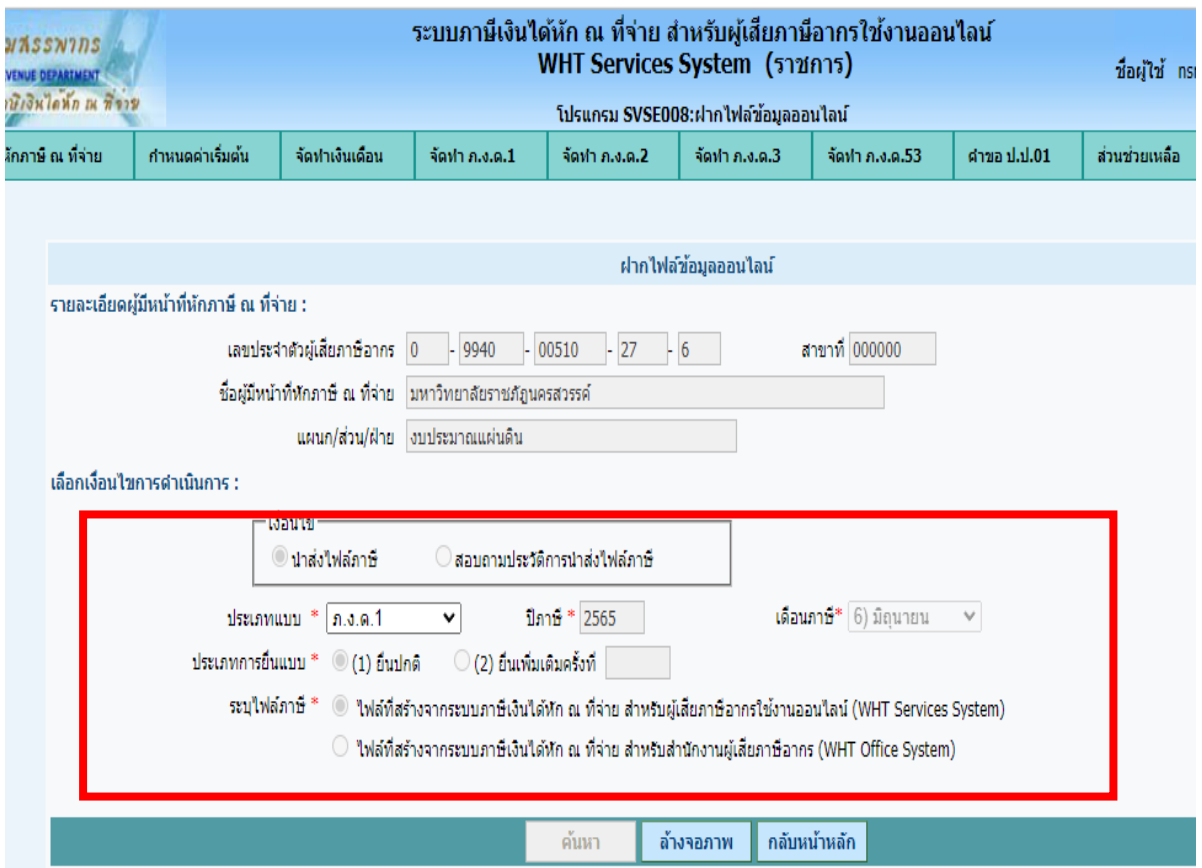 ระบบภาษีเงินได้หัก ณ ที่จ่าย สำหรับผู้เสียภาษีอากรใช้งานออนไลน์
WHT Services System (ราชการ)
ชื่อผู้ใช้
โปรแกรม SVSE008:ฝากไฟล์ข้อมูลออนไลน์
หักภาษี ณ ที่จ่าย กำหนดค่าเริ่มต้น จัดทำเงินเดือน จัดทำ ภ.ง.ด.1 จัดทำ ภ.ง.ด.2 จัดทำ ภ.ง.ด.3 จัดทำ ภ.ง.ด.53 คำขอ ป.ป.01 ส่วนช่วยเหลือ
ฝากไฟล์ข้อมูลออนไลน์
รายละเอียดผู้มีหน้าที่หักภาษี ณ ที่จ่าย :
เลขประจำตัวผู้เสียภาษีอากร 0 - 9940 - 00510 - 27 - 6 สาขาที่ 000000
ชื่อผู้มีหน้าที่หักภาษี ณ ที่จ่าย มหาวิทยาลัยราชภัฏนครสวรรค์
แผนก/ส่วน/ฝ่าย งบประมาณแผ่นดิน
เลือกเงื่อนไขการดำเนินการ :
เงื่อนไข
นำส่งไฟล์ภาษี สอบถามประวัติการนำส่งไฟล์ภาษี
ประเภทแบบ * ภ.ง.ด.1 ปีภาษี * 2565 เดือนภาษี* 6) มิถุนายน
ประเภทการยื่นแบบ * (1) ยื่นปกติ (2) ยื่นเพิ่มเติมครั้งที่
ระบุไฟล์ภาษี * ไฟล์ที่สร้างจากระบบภาษีเงินได้หัก ณ ที่จ่าย สำหรับผู้เสียภาษีอากรใช้งานออนไลน์ (WHT Services System)
ไฟล์ที่สร้างจากระบบภาษีเงินได้หัก ณ ที่จ่าย สำหรับสำนักงานผู้เสียภาษีอากร (WHT Office System)
ค้นหา ล้างจอภาพ กลับหน้าหลัก